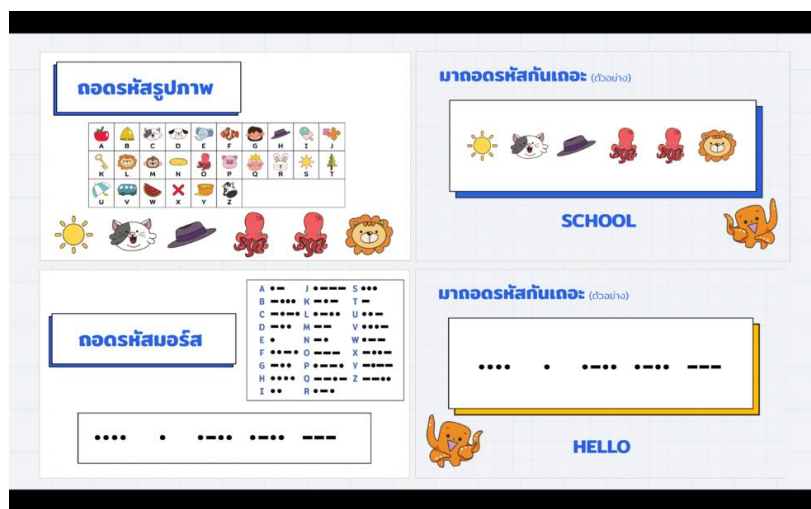 ถอดรหัสรูปภาพ
A B C D E F G H I J
K L M N O P Q R S T
U V W X Y Z
มาถอดรหัสกันเถอะ (ตัวอย่าง)
SCHOOL
ถอดรหัสมอร์ส
A •— J •——— S •••
B —••• K —•— T —
C —•—• L •—•• U ••—
D —•• M —— V •••—
E • N —• W •——
F ••—• O ——— X —••—
G ——• P •——• Y —•——
H •••• Q ——•— Z ——••
I •• R •—•
•••• • •—•• •—•• ———
มาถอดรหัสกันเถอะ (ตัวอย่าง)
•••• • •—•• •—•• ———
HELLO